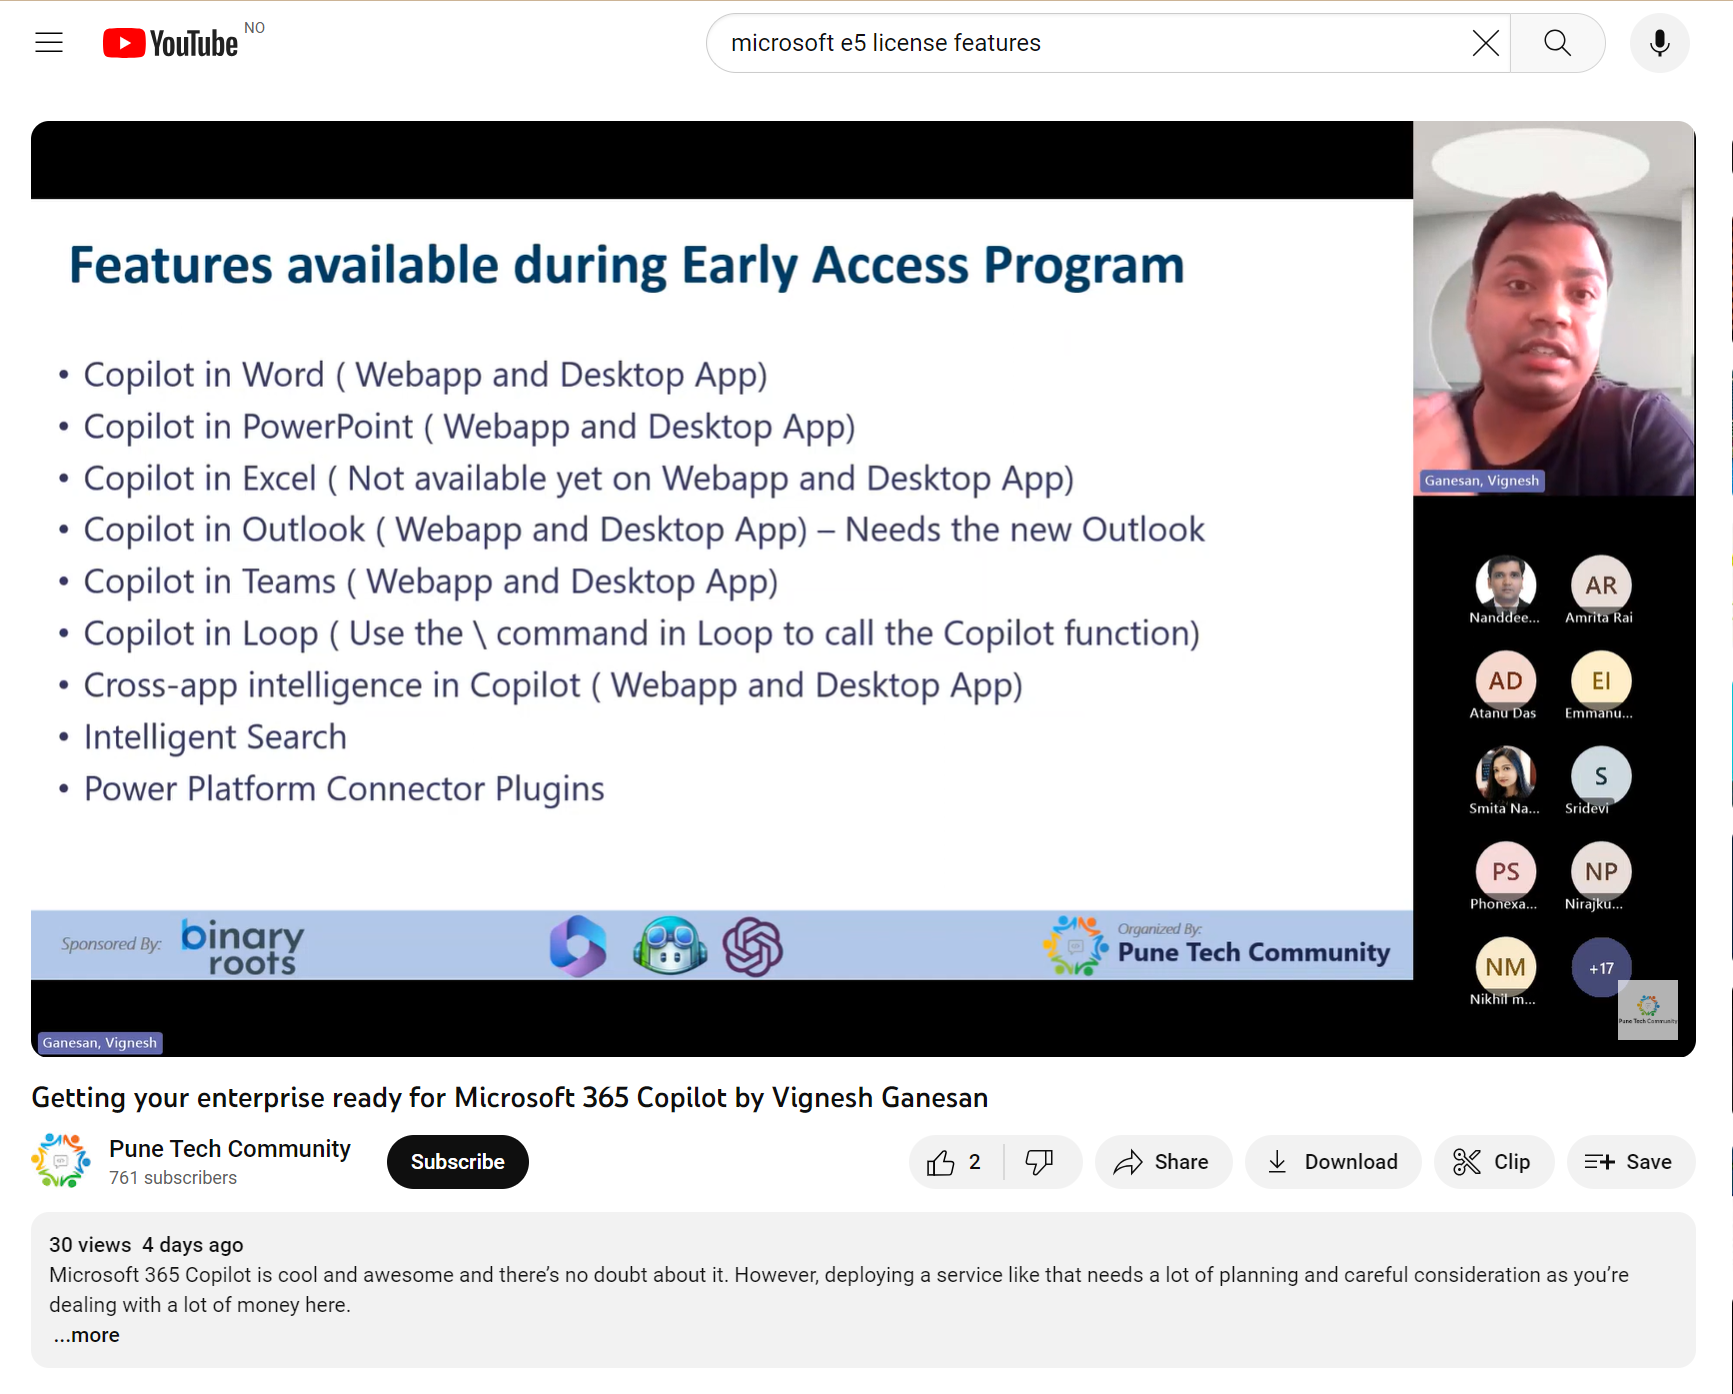 YouTube NO
microsoft e5 license features
Features available during Early Access Program
• Copilot in Word ( Webapp and Desktop App)
• Copilot in PowerPoint ( Webapp and Desktop App)
• Copilot in Excel ( Not available yet on Webapp and Desktop App)
• Copilot in Outlook ( Webapp and Desktop App) – Needs the new Outlook
• Copilot in Teams ( Webapp and Desktop App)
• Copilot in Loop ( Use the \ command in Loop to call the Copilot function)
• Cross-app intelligence in Copilot ( Webapp and Desktop App)
• Intelligent Search
• Power Platform Connector Plugins
Sponsored By:
binary
roots
Organized By:
Pune Tech Community
Ganesan, Vignesh
Ganesan, Vignesh
AR
Nanddee... Amrita Rai
AD EI
Atanu Das Emmanu...
S
Smita Na... Sridevi
PS NP
Phonexa... Nirajku...
NM +17
Nikhil m...
Pune Tech Community
Getting your enterprise ready for Microsoft 365 Copilot by Vignesh Ganesan
Pune Tech Community
761 subscribers
Subscribe
2
Share
Download
Clip
Save
30 views 4 days ago
Microsoft 365 Copilot is cool and awesome and there’s no doubt about it. However, deploying a service like that needs a lot of planning and careful consideration as you’re
dealing with a lot of money here.
...more